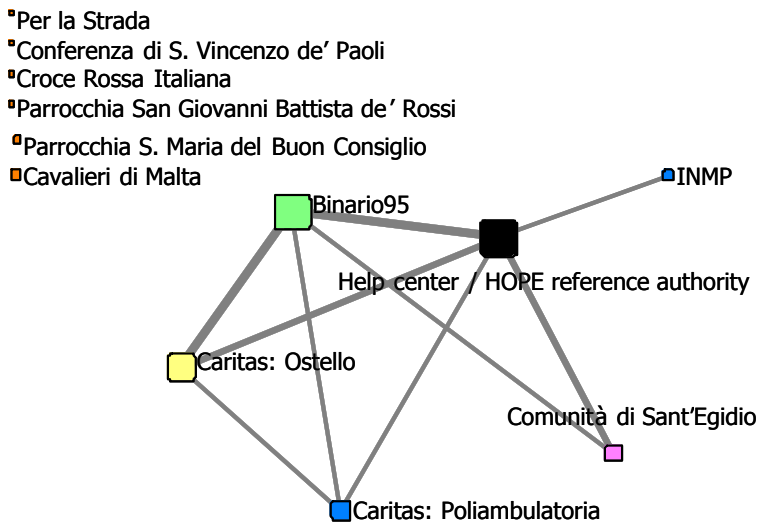 Per la Strada
Conferenza di S. Vincenzo de’ Paoli
Croce Rossa Italiana
Parrocchia San Giovanni Battista de’ Rossi
Parrocchia S. Maria del Buon Consiglio
Cavalieri di Malta
INMP
Binario95
Help center / HOPE reference authority
Caritas: Ostello
Comunità di Sant’Egidio
Caritas: Poliambulatoria